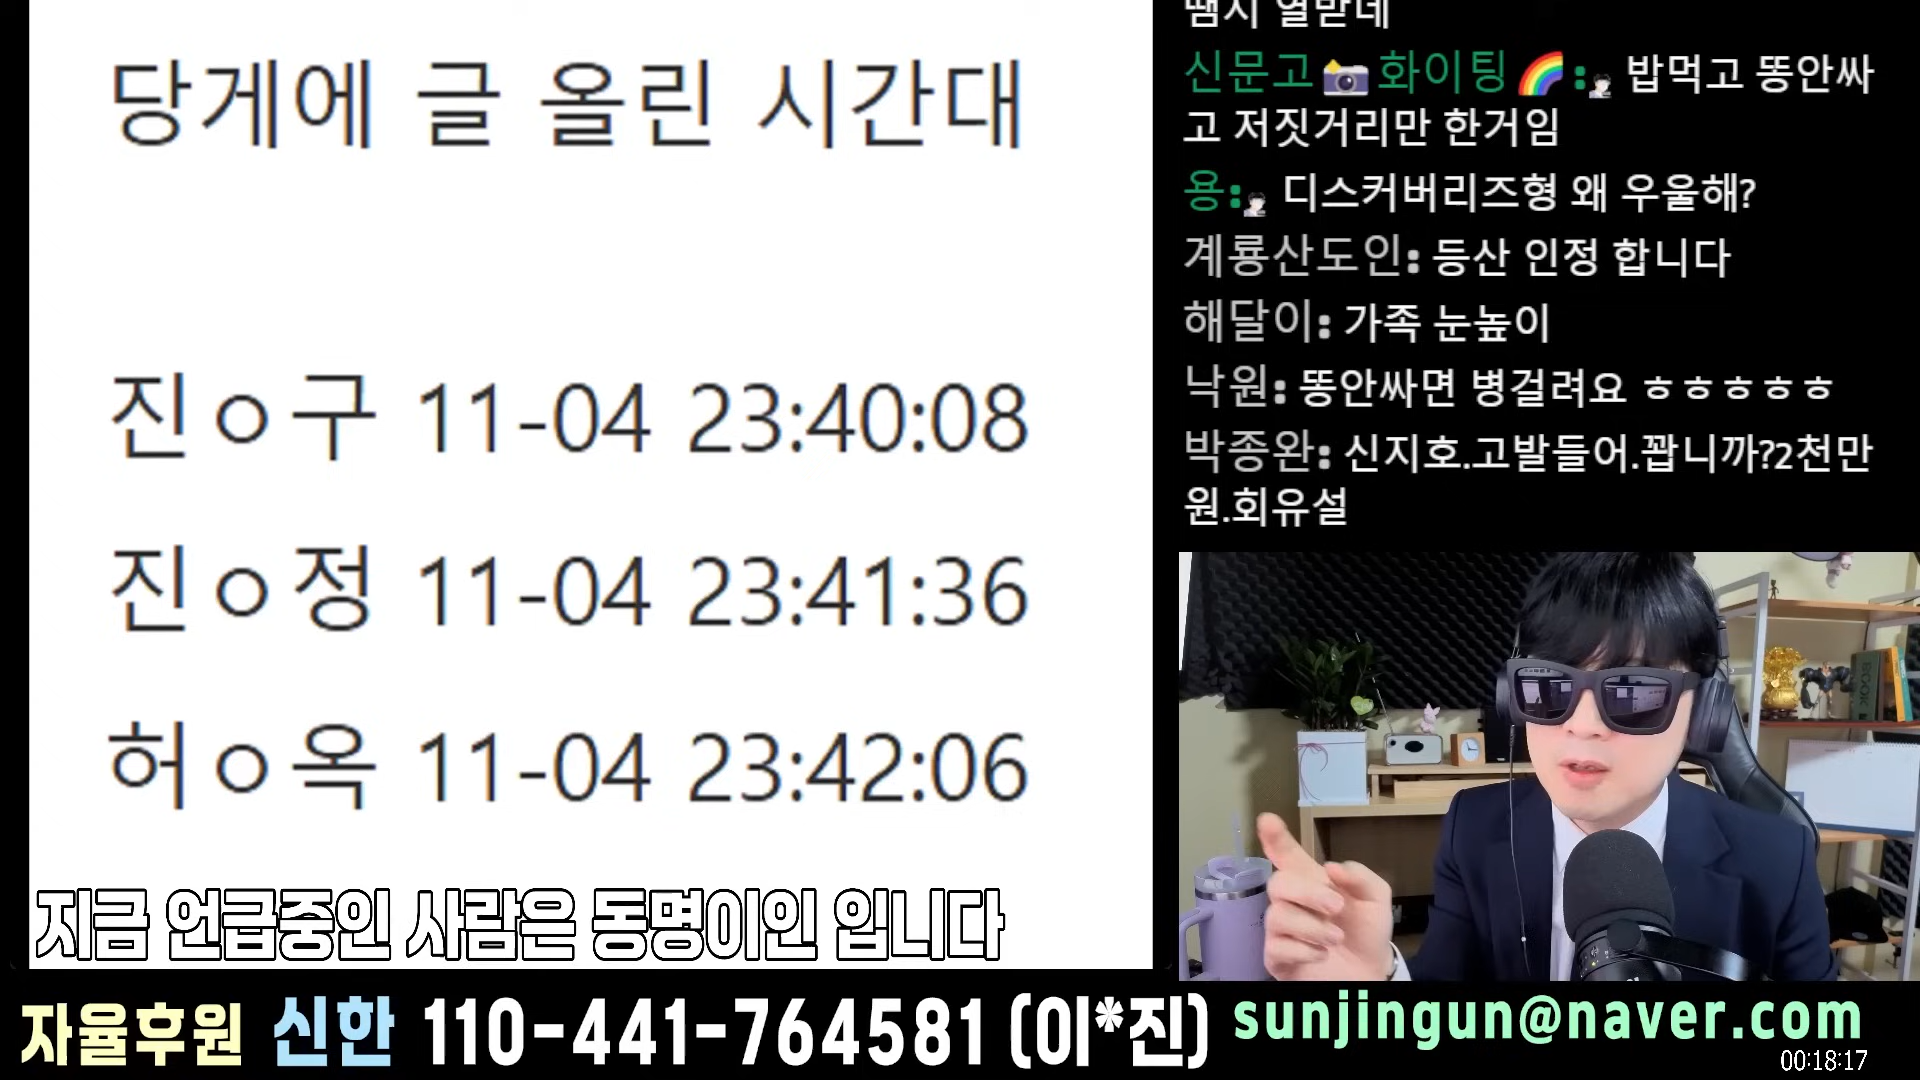 당게에 글 올린 시간대
진ㅇ구 11-04 23:40:08
진ㅇ정 11-04 23:41:36
허ㅇ옥 11-04 23:42:06
지금 언급중인 사람은 동명이인 입니다
땜시 열받네
신문고📷화이팅🌈: 밥먹고 똥안싸
고 저짓거리만 한거임
용: 디스커버리즈형 왜 우울해?
계룡산도인: 등산 인정 합니다
해달이: 가족 눈높이
낙원: 똥안싸면 병걸려요 ㅎㅎㅎㅎㅎ
박종완: 신지호.고발들어.꽙니까?2천만
원.회유설
자율후원 신한 110-441-764581 (이*진)
sunjingun@naver.com
00:18:17